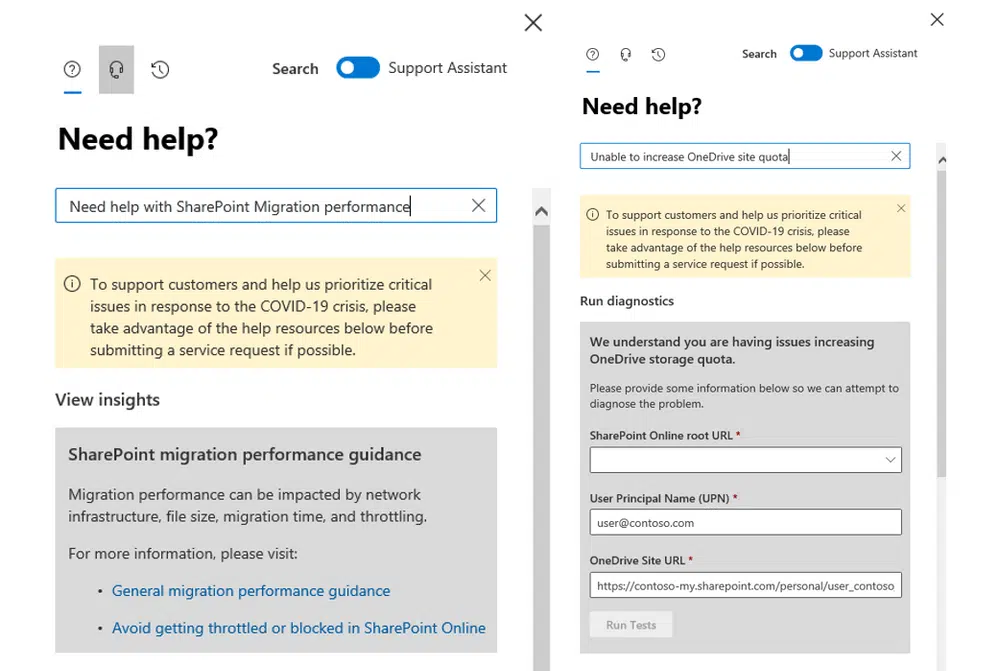 Search Support Assistant
Need help?
Need help with SharePoint Migration performance
To support customers and help us prioritize critical
issues in response to the COVID-19 crisis, please
take advantage of the help resources below before
submitting a service request if possible.
View insights
SharePoint migration performance guidance
Migration performance can be impacted by network
infrastructure, file size, migration time, and throttling.
For more information, please visit:
• General migration performance guidance
• Avoid getting throttled or blocked in SharePoint Online
Search Support Assistant
Need help?
Unable to increase OneDrive site quota
To support customers and help us prioritize critical
issues in response to the COVID-19 crisis, please
take advantage of the help resources below before
submitting a service request if possible.
Run diagnostics
We understand you are having issues increasing
OneDrive storage quota.
Please provide some information below so we can attempt to
diagnose the problem.
SharePoint Online root URL *
User Principal Name (UPN) *
user@contoso.com
OneDrive Site URL *
https://contoso-my.sharepoint.com/personal/user_contoso
Run Tests